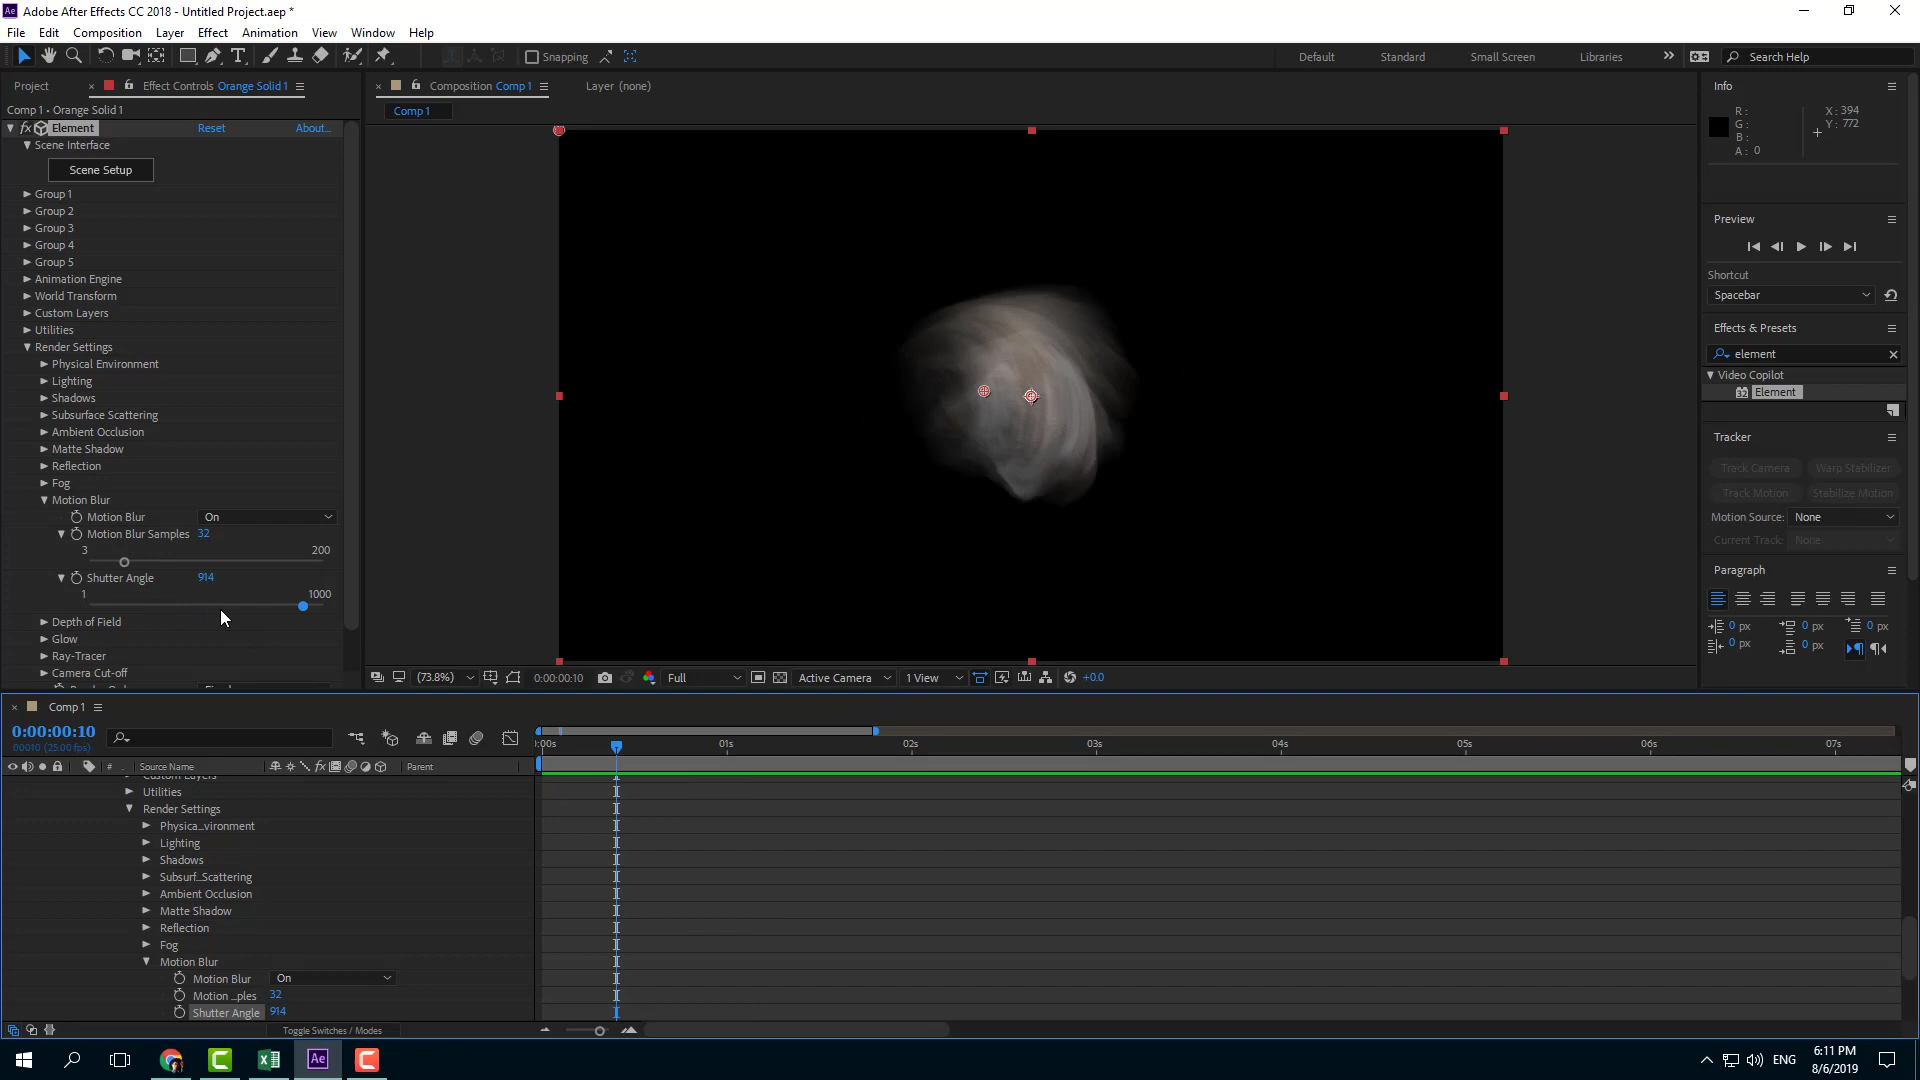 Adobe After Effects CC 2018 - Untitled Project.aep *
File Edit Composition Layer Effect Animation View Window Help
Snapping Default Standard Small Screen Libraries Search Help
Project Effect Controls Orange Solid 1 Composition Comp 1 Layer (none) Info
Comp 1 • Orange Solid 1 Comp 1
R: X: 394
G: Y: 772
B:
A: 0
fx Element Reset About...
Scene Interface
Scene Setup
Group 1
Group 2
Group 3
Group 4
Group 5
Animation Engine
World Transform
Custom Layers
Utilities
Render Settings
Physical Environment
Lighting
Shadows
Subsurface Scattering
Ambient Occlusion
Matte Shadow
Reflection
Fog
Motion Blur
Motion Blur On
Motion Blur Samples 32
3 200
Shutter Angle 914
1 1000
Depth of Field
Glow
Ray-Tracer
Camera Cut-off
Preview
Shortcut
Spacebar
Effects & Presets
element
Video Copilot
32 Element
Tracker
Track Camera Warp Stabilizer
Track Motion Stabilize Motion
Motion Source: None
Current Track: None
Paragraph
0 px 0 px 0 px
0 px 0 px
(73.8%) 0:00:00:10 Full Active Camera 1 View +0.0
Comp 1
0:00:00:10
00010 (25.00 fps)
:00s 01s 02s 03s 04s 05s 06s 07s
# Source Name fx Parent
Custom Layers
Utilities
Render Settings
Physica...vironment
Lighting
Shadows
Subsurf...Scattering
Ambient Occlusion
Matte Shadow
Reflection
Fog
Motion Blur
Motion Blur On
Motion ...ples 32
Shutter Angle 914
Toggle Switches / Modes
Ae ENG 6:11 PM
8/6/2019